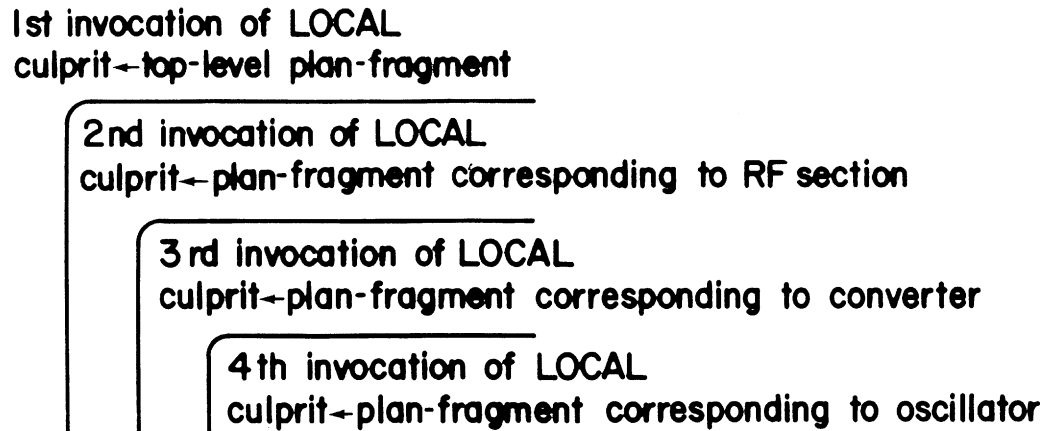 1st invocation of LOCAL
culprit←top-level plan-fragment
2nd invocation of LOCAL
culprit←plan-fragment corresponding to RF section
3rd invocation of LOCAL
culprit←plan-fragment corresponding to converter
4th invocation of LOCAL
culprit←plan-fragment corresponding to oscillator